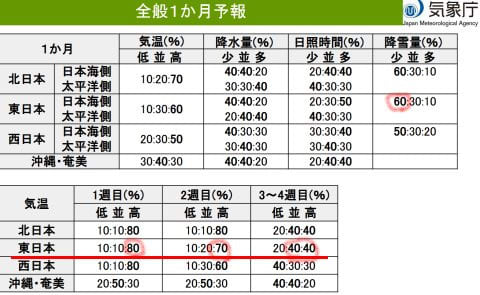 全般1か月予報
気象庁
Japan Meteorological Agency
1か月 気温(%) 降水量(%) 日照時間(%) 降雪量(%)
低 並 高 少 並 多 少 並 多 少 並 多
北日本 日本海側 10:20:70 40:40:20 20:40:40 60:30:10
太平洋側 30:30:40 40:30:30
東日本 日本海側 10:30:60 40:40:20 20:30:50 60:30:10
太平洋側 20:40:40 40:30:30
西日本 日本海側 20:30:50 40:30:30 30:30:40 50:30:20
太平洋側 30:30:40 40:30:30
沖縄・奄美 30:40:30 40:40:20 20:40:40
気温 1週目(%) 2週目(%) 3～4週目(%)
低 並 高 低 並 高 低 並 高
北日本 10:10:80 10:10:80 20:40:40
東日本 10:10:80 10:20:70 20:40:40
西日本 10:10:80 10:30:60 40:30:30
沖縄・奄美 20:50:30 20:50:30 40:40:20